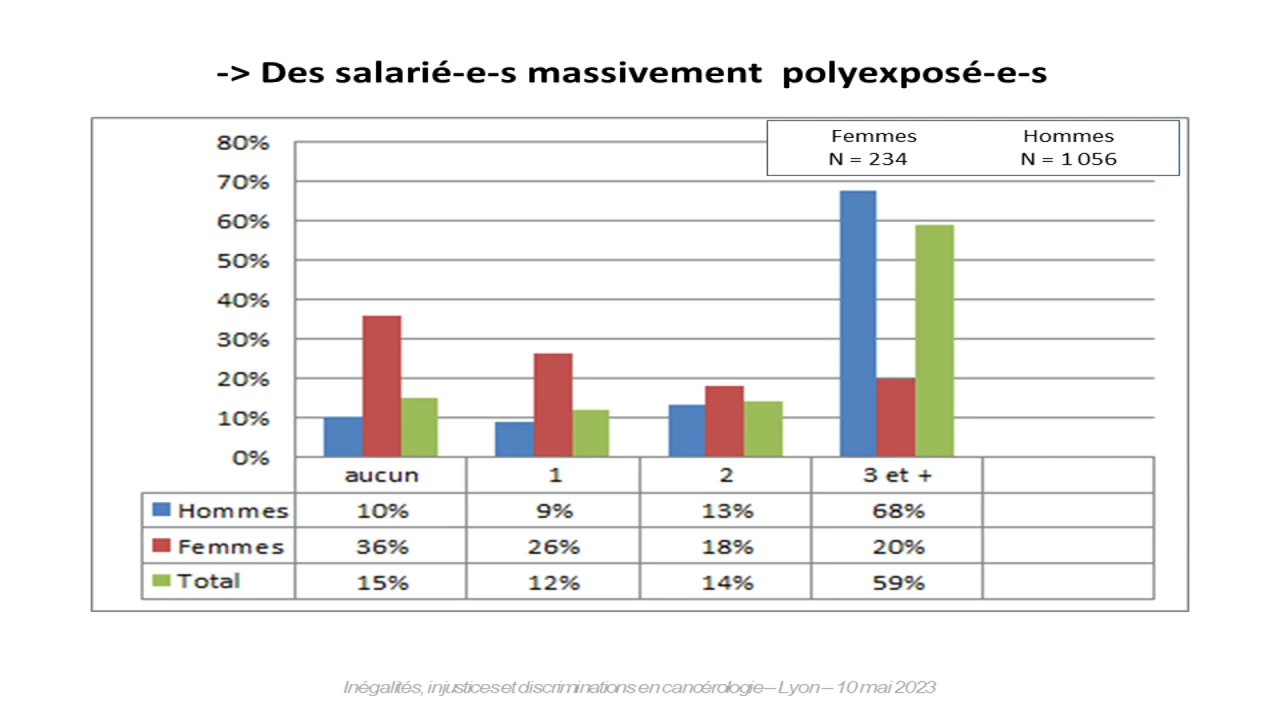 -> Des salarié-e-s massivement polyexposé-e-s
Femmes Hommes
N = 234 N = 1 056
80%
70%
60%
50%
40%
30%
20%
10%
0%
aucun 1 2 3 et +
Hommes 10% 9% 13% 68%
Femmes 36% 26% 18% 20%
Total 15% 12% 14% 59%
Inégalités, injustices et discriminations en cancérologie – Lyon – 10 mai 2023